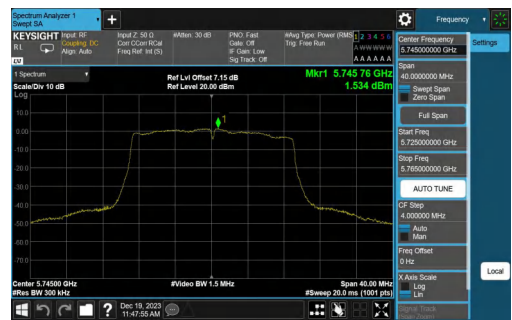 Spectrum Analyzer 1
Swept SA
Frequency
KEYSIGHT
Input: RF
Coupling: DC
Align: Auto
RL
Input Z: 50 Ω
Corr CCorr RCal
Freq Ref: Int (S)
#Atten: 30 dB
PNO: Fast
Gate: Off
IF Gain: Low
Sig Track: Off
#Avg Type: Power (RMS
Trig: Free Run
1 2 3 4 5 6
A W W W W W
A A A A A A
1 Spectrum
Scale/Div 10 dB
Log
Ref Lvl Offset 7.15 dB
Ref Level 20.00 dBm
Mkr1 5.745 76 GHz
1.534 dBm
1
10.0
0.00
-10.0
-20.0
-30.0
-40.0
-50.0
-60.0
-70.0
Center 5.74500 GHz
#Res BW 300 kHz
#Video BW 1.5 MHz
Span 40.00 MHz
#Sweep 20.0 ms (1001 pts)
Center Frequency
5.745000000 GHz
Settings
Span
40.0000000 MHz
Swept Span
Zero Span
Full Span
Start Freq
5.725000000 GHz
Stop Freq
5.765000000 GHz
AUTO TUNE
CF Step
4.000000 MHz
Auto
Man
Freq Offset
0 Hz
X Axis Scale
Log
Lin
Local
Signal Track
Dec 19, 2023
11:47:55 AM